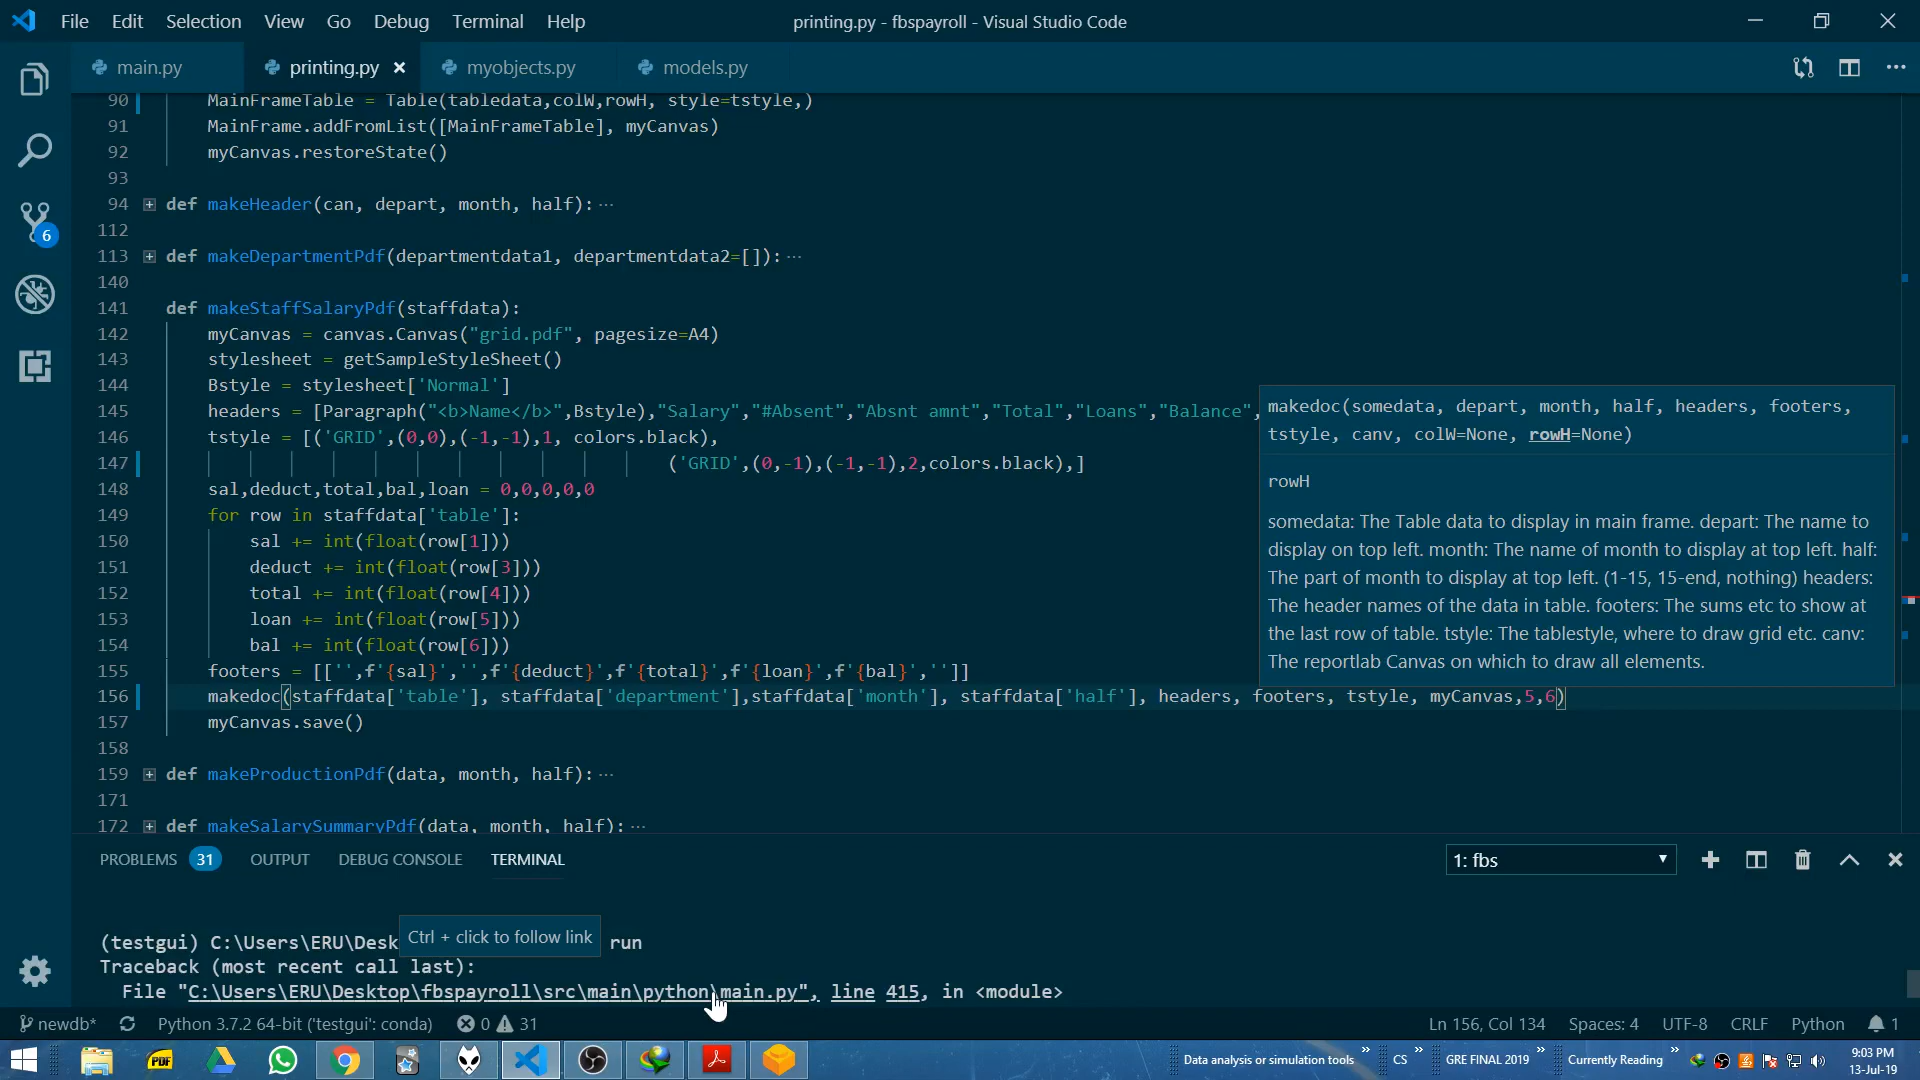 File Edit Selection View Go Debug Terminal Help printing.py - fbspayroll - Visual Studio Code
main.py printing.py myobjects.py models.py
90 MainFrameTable = Table(tabledata,colW,rowH, style=tstyle,)
91 MainFrame.addFromList([MainFrameTable], myCanvas)
92 myCanvas.restoreState()
93
94 def makeHeader(can, depart, month, half): ...
112
113 def makeDepartmentPdf(departmentdata1, departmentdata2=[]): ...
140
141 def makeStaffSalaryPdf(staffdata):
142 myCanvas = canvas.Canvas("grid.pdf", pagesize=A4)
143 stylesheet = getSampleStyleSheet()
144 Bstyle = stylesheet['Normal']
145 headers = [Paragraph("<b>Name</b>",Bstyle),"Salary","#Absent","Absnt amnt","Total","Loans","Balance",
146 tstyle = [('GRID',(0,0),(-1,-1),1, colors.black),
147 ('GRID',(0,-1),(-1,-1),2,colors.black),]
148 sal,deduct,total,bal,loan = 0,0,0,0,0
149 for row in staffdata['table']:
150 sal += int(float(row[1]))
151 deduct += int(float(row[3]))
152 total += int(float(row[4]))
153 loan += int(float(row[5]))
154 bal += int(float(row[6]))
155 footers = [['',f'{sal}','',f'{deduct}',f'{total}',f'{loan}',f'{bal}','']]
156 makedoc(staffdata['table'], staffdata['department'],staffdata['month'], staffdata['half'], headers, footers, tstyle, myCanvas,5,6)
157 myCanvas.save()
158
159 def makeProductionPdf(data, month, half): ...
171
172 def makeSalarySummaryPdf(data, month, half): ...
makedoc(somedata, depart, month, half, headers, footers,
tstyle, canv, colW=None, rowH=None)
rowH
somedata: The Table data to display in main frame. depart: The name to
display on top left. month: The name of month to display at top left. half:
The part of month to display at top left. (1-15, 15-end, nothing) headers:
The header names of the data in table. footers: The sums etc to show at
the last row of table. tstyle: The tablestyle, where to draw grid etc. canv:
The reportlab Canvas on which to draw all elements.
6
PROBLEMS 31 OUTPUT DEBUG CONSOLE TERMINAL 1: fbs
Ctrl + click to follow link
(testgui) C:\Users\ERU\Desk run
Traceback (most recent call last):
File "C:\Users\ERU\Desktop\fbspayroll\src\main\python\main.py", line 415, in <module>
newdb* Python 3.7.2 64-bit ('testgui': conda) 0 31 Ln 156, Col 134 Spaces: 4 UTF-8 CRLF Python 1
PDF Data analysis or simulation tools » CS » GRE FINAL 2019 » Currently Reading » 9:03 PM
13-Jul-19